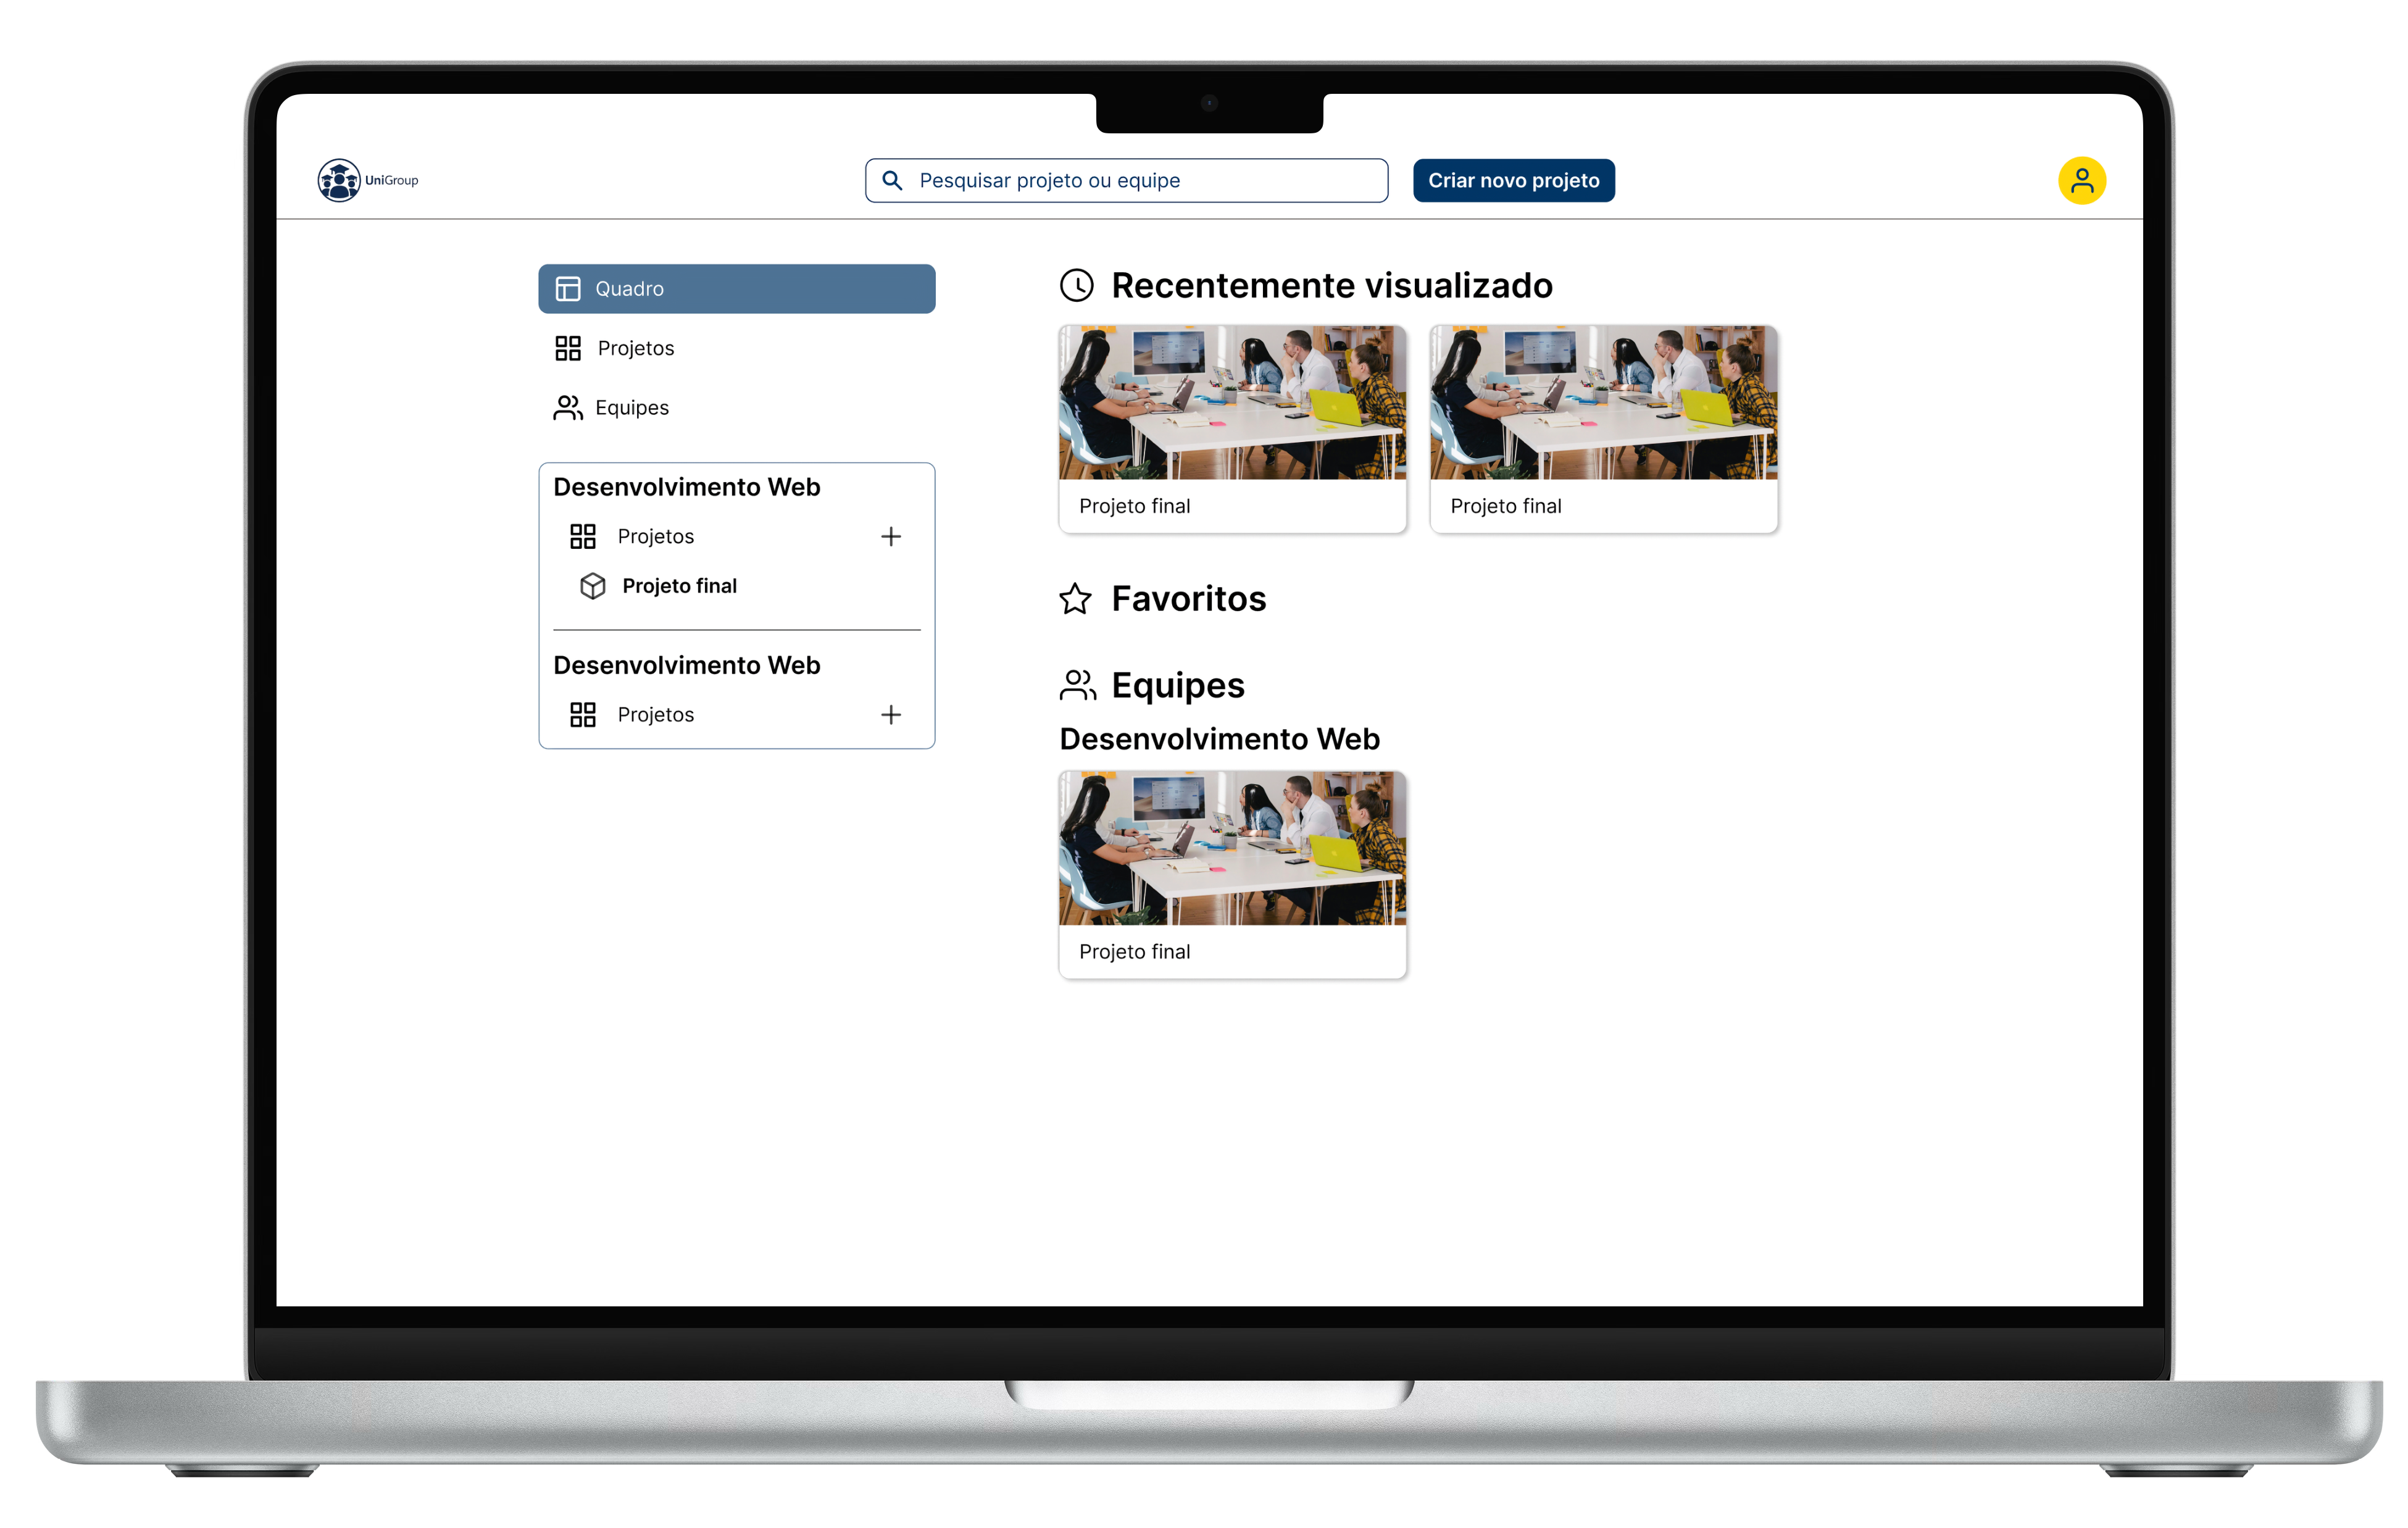 UniGroup
Pesquisar projeto ou equipe
Criar novo projeto
Quadro
Projetos
Equipes
Desenvolvimento Web
Projetos
Projeto final
Desenvolvimento Web
Projetos
Recentemente visualizado
Projeto final
Projeto final
Favoritos
Equipes
Desenvolvimento Web
Projeto final